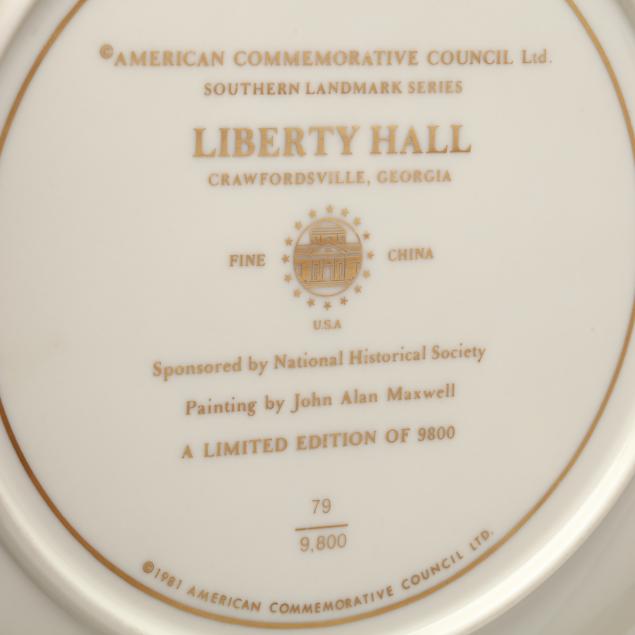 ©AMERICAN COMMEMORATIVE COUNCIL Ltd.
SOUTHERN LANDMARK SERIES
LIBERTY HALL
CRAWFORDSVILLE, GEORGIA
FINE CHINA
U.S.A
Sponsored by National Historical Society
Painting by John Alan Maxwell
A LIMITED EDITION OF 9800
79
9,800
©1981 AMERICAN COMMEMORATIVE COUNCIL LTD.